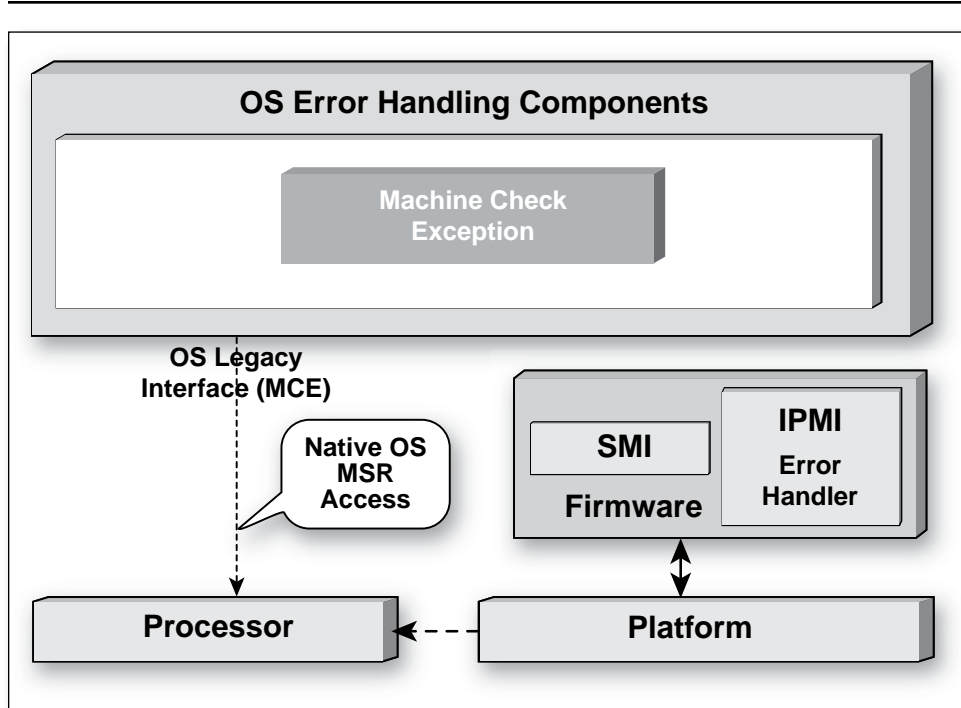 OS Error Handling Components
Machine Check
Exception
OS Legacy
Interface (MCE)
Native OS
MSR
Access
SMI
Firmware
IPMI
Error
Handler
Processor
Platform